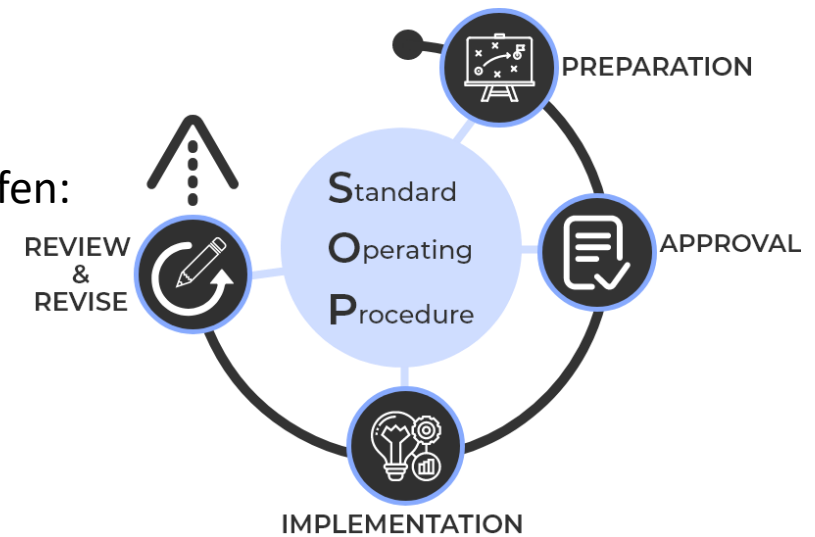 PREPARATION
fen:
Standard
Operating
Procedure
REVIEW
&
REVISE
APPROVAL
IMPLEMENTATION